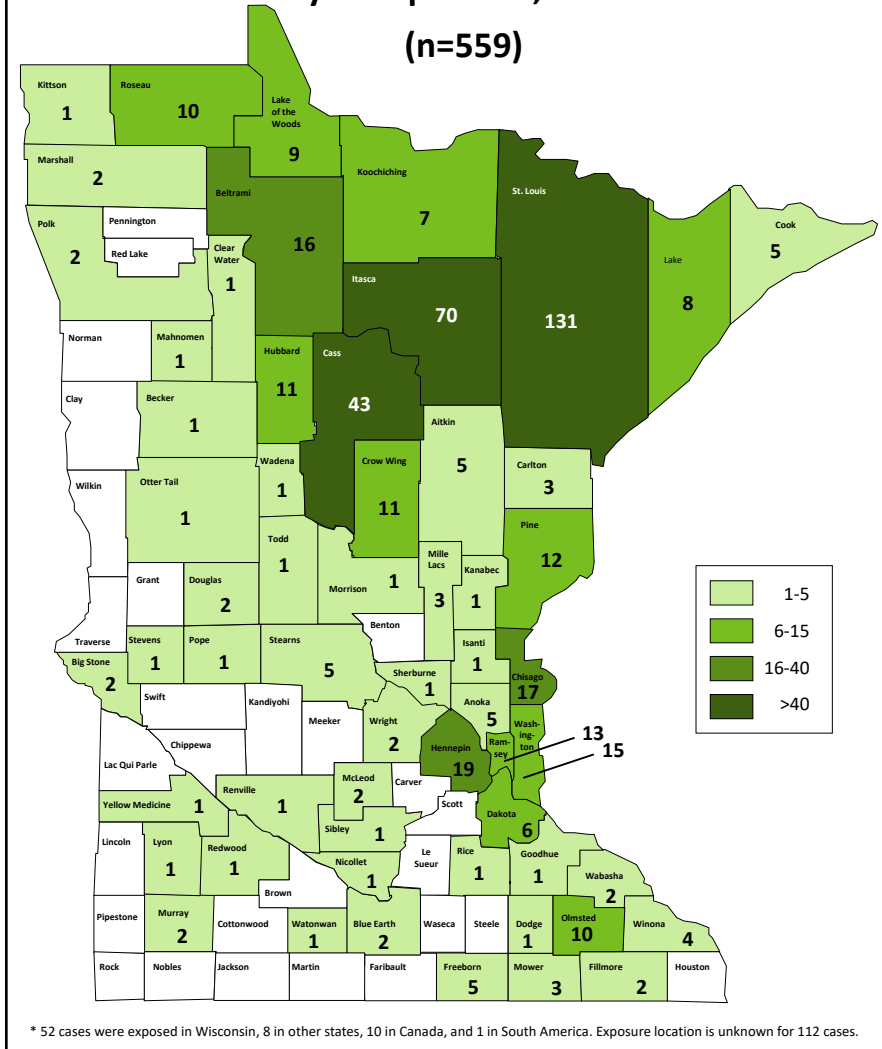 (n=559)
Kittson
1
Roseau
10
Lake
of the
Woods
9
Marshall
2
Beltrami
16
Koochiching
7
St. Louis
131
Cook
5
Lake
8
Polk
2
Pennington
Red Lake
Clear
Water
1
Itasca
70
Norman
Mahnomen
1
Hubbard
11
Cass
43
Clay
Becker
1
Aitkin
5
Wadena
1
Crow Wing
11
Carlton
3
Wilkin
Otter Tail
1
Pine
12
Todd
1
Morrison
1
Mille
Lacs
3
Kanabec
1
Grant
Douglas
2
Benton
Traverse
Stevens
1
Pope
1
Stearns
5
Isanti
1
Big Stone
2
Sherburne
1
Chisago
17
Swift
Kandiyohi
Meeker
Wright
2
Anoka
5
Wash-
ing-
ton
15
Ram-
sey
13
Hennepin
19
Chippewa
Lac Qui Parle
McLeod
2
Carver
Scott
Dakota
6
Yellow Medicine
1
Renville
1
Sibley
1
Lincoln
Lyon
1
Redwood
1
Nicollet
1
Le
Sueur
Rice
1
Goodhue
1
Wabasha
2
Brown
Pipestone
Murray
2
Cottonwood
Watonwan
1
Blue Earth
2
Waseca
Steele
Dodge
1
Olmsted
10
Winona
4
Rock
Nobles
Jackson
Martin
Faribault
Freeborn
5
Mower
3
Fillmore
2
Houston
1-5
6-15
16-40
>40
* 52 cases were exposed in Wisconsin, 8 in other states, 10 in Canada, and 1 in South America. Exposure location is unknown for 112 cases.